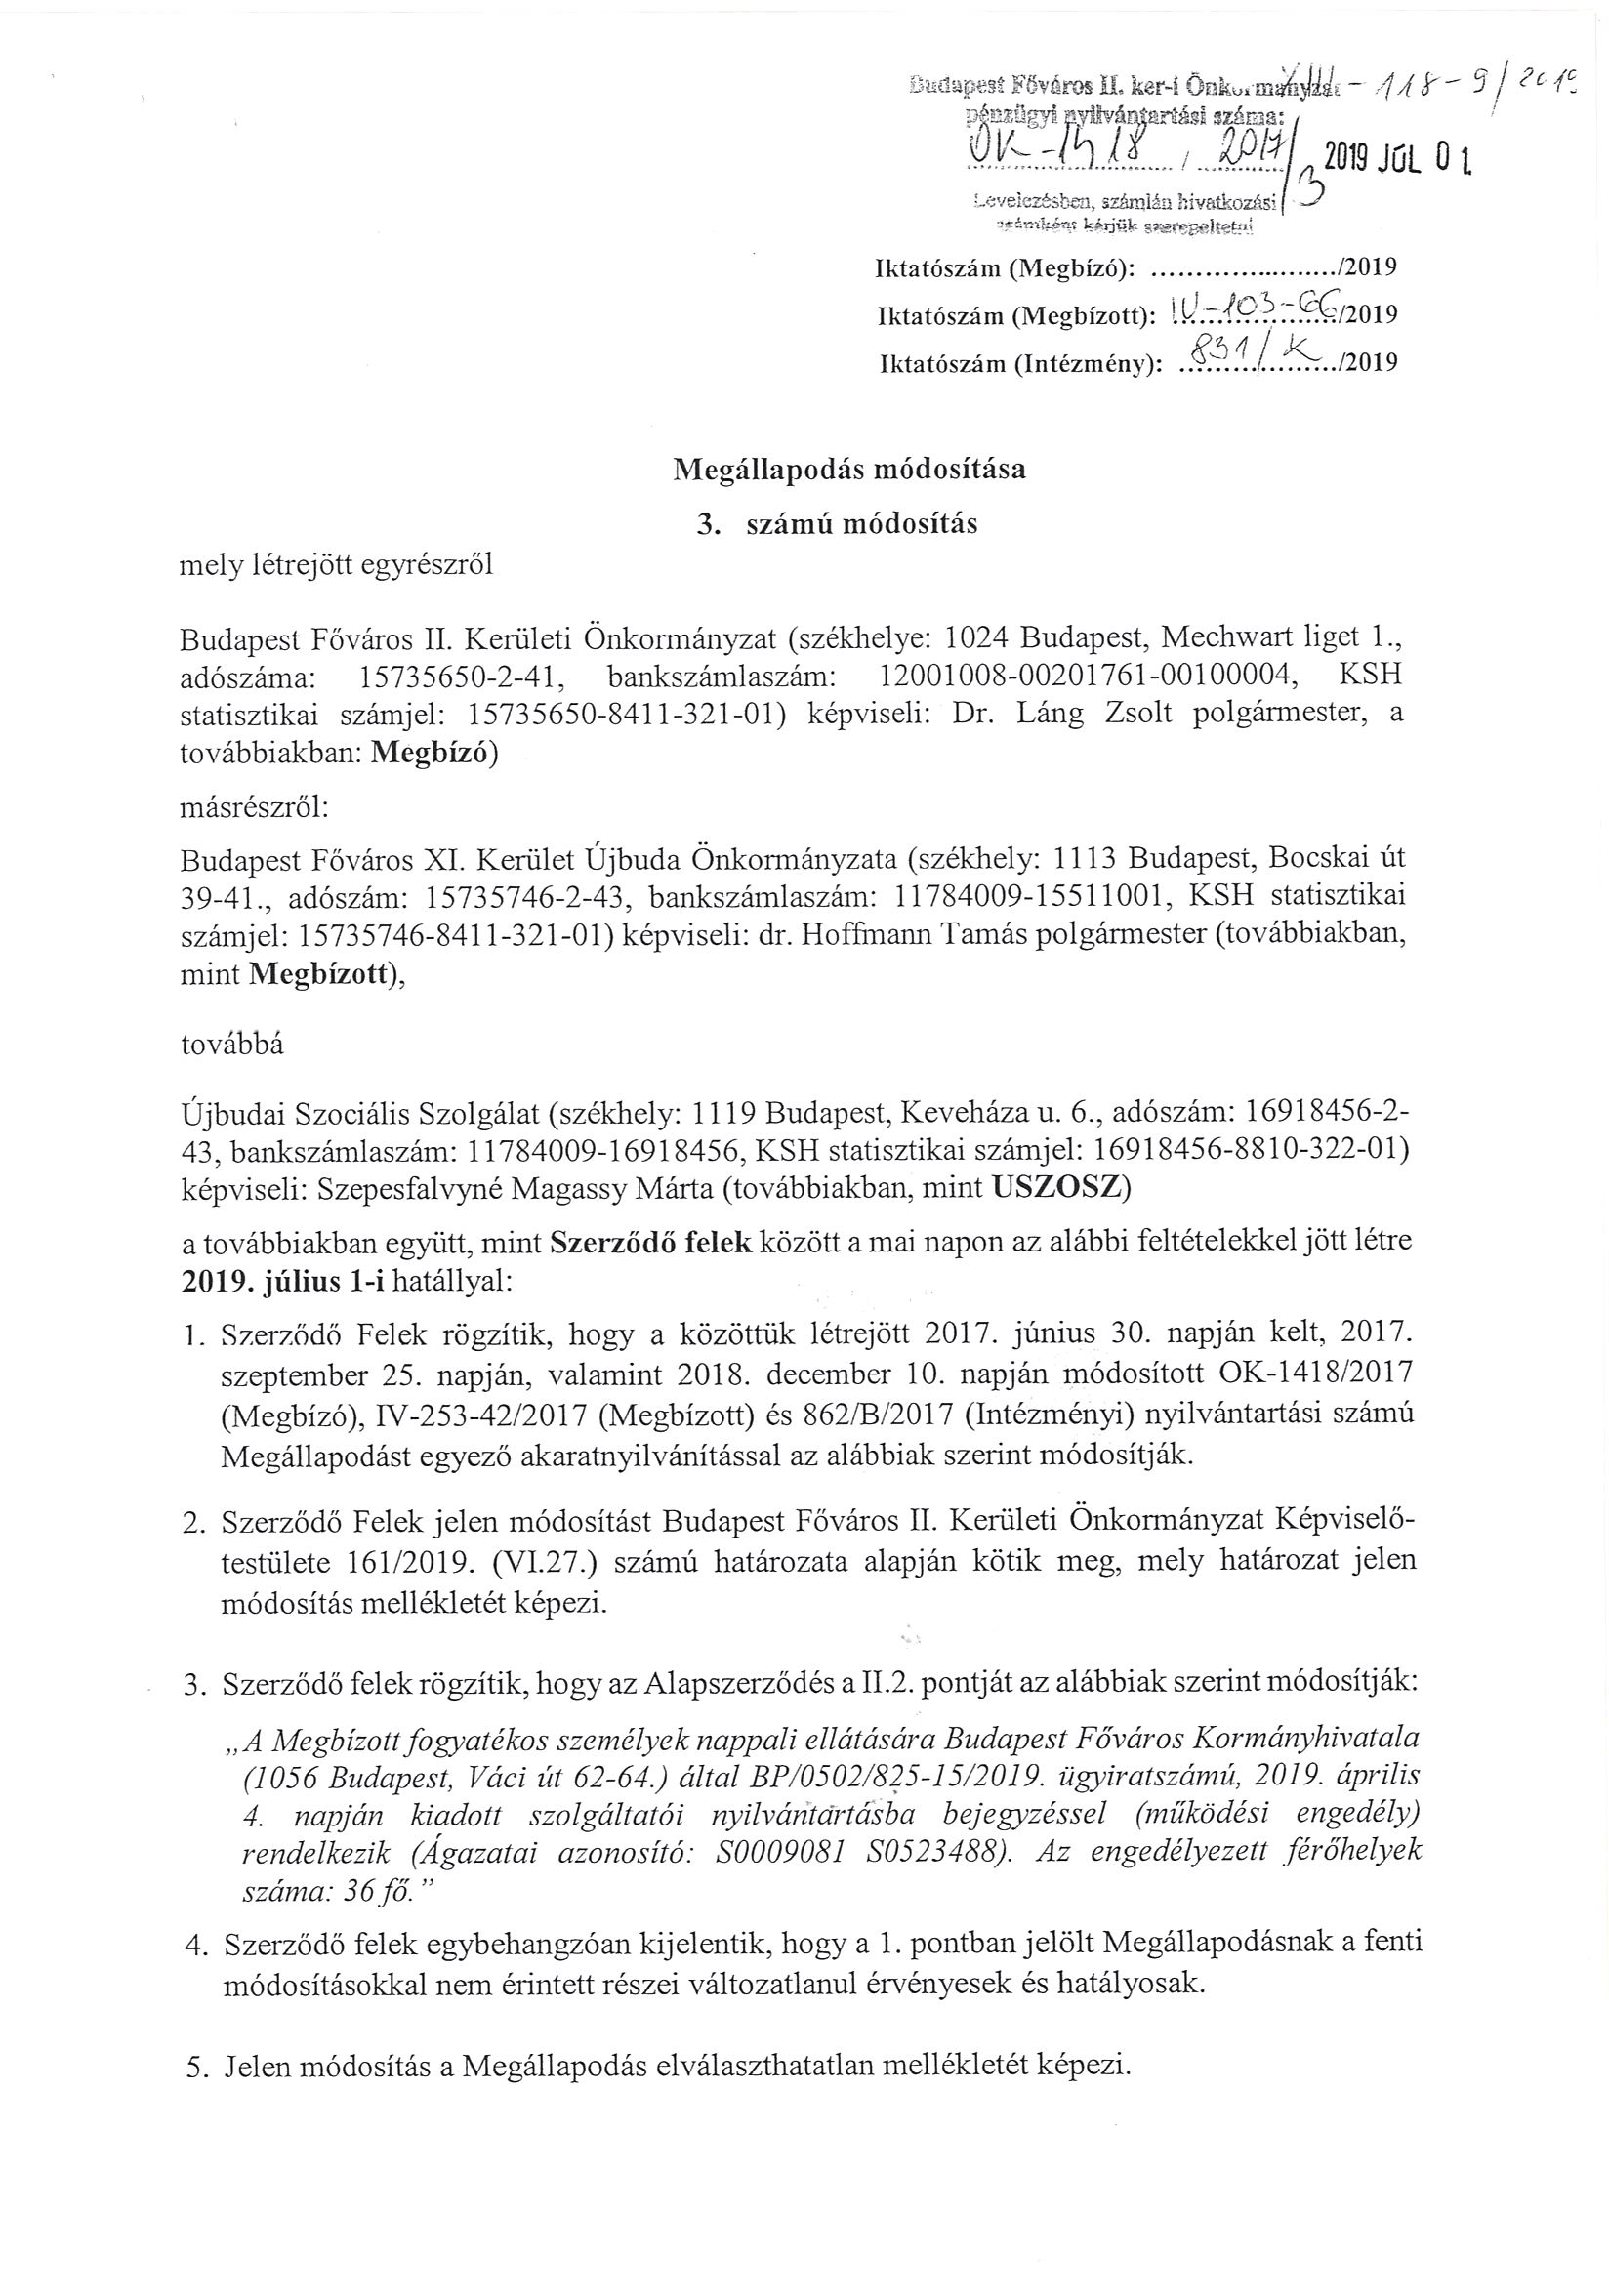 Budapest Főváros II. ker-i Önkormányzat
XIII - 118 - 9 / 2019
pénzügyi nyilvántartási száma:
OK-1418 / 2017/3
2019 JÚL 01
Levelezésben, számlán hivatkozási
számként kérjük szerepeltetni
Iktatószám (Megbízó): ......................../2019
Iktatószám (Megbízott): IV-103-66/2019
Iktatószám (Intézmény): 831/K/2019
Megállapodás módosítása
3. számú módosítás
mely létrejött egyrészről
Budapest Főváros II. Kerületi Önkormányzat (székhelye: 1024 Budapest, Mechwart liget 1.,
adószáma: 15735650-2-41, bankszámlaszám: 12001008-00201761-00100004, KSH
statisztikai számjel: 15735650-8411-321-01) képviseli: Dr. Láng Zsolt polgármester, a
továbbiakban: Megbízó)
másrészről:
Budapest Főváros XI. Kerület Újbuda Önkormányzata (székhely: 1113 Budapest, Bocskai út
39-41., adószám: 15735746-2-43, bankszámlaszám: 11784009-15511001, KSH statisztikai
számjel: 15735746-8411-321-01) képviseli: dr. Hoffmann Tamás polgármester (továbbiakban,
mint Megbízott),
továbbá
Újbudai Szociális Szolgálat (székhely: 1119 Budapest, Keveháza u. 6., adószám: 16918456-2-
43, bankszámlaszám: 11784009-16918456, KSH statisztikai számjel: 16918456-8810-322-01)
képviseli: Szepesfalvyné Magassy Márta (továbbiakban, mint USZOSZ)
a továbbiakban együtt, mint Szerződő felek között a mai napon az alábbi feltételekkel jött létre
2019. július 1-i hatállyal:
1. Szerződő Felek rögzítik, hogy a közöttük létrejött 2017. június 30. napján kelt, 2017.
szeptember 25. napján, valamint 2018. december 10. napján módosított OK-1418/2017
(Megbízó), IV-253-42/2017 (Megbízott) és 862/B/2017 (Intézményi) nyilvántartási számú
Megállapodást egyező akaratnyilvánítással az alábbiak szerint módosítják.
2. Szerződő Felek jelen módosítást Budapest Főváros II. Kerületi Önkormányzat Képviselő-
testülete 161/2019. (VI.27.) számú határozata alapján kötik meg, mely határozat jelen
módosítás mellékletét képezi.
3. Szerződő felek rögzítik, hogy az Alapszerződés a II.2. pontját az alábbiak szerint módosítják:
„A Megbízott fogyatékos személyek nappali ellátására Budapest Főváros Kormányhivatala
(1056 Budapest, Váci út 62-64.) által BP/0502/825-15/2019. ügyiratszámú, 2019. április
4. napján kiadott szolgáltatói nyilvántartásba bejegyzéssel (működési engedély)
rendelkezik (Ágazatai azonosító: S0009081 S0523488). Az engedélyezett férőhelyek
száma: 36 fő.”
4. Szerződő felek egybehangzóan kijelentik, hogy a 1. pontban jelölt Megállapodásnak a fenti
módosításokkal nem érintett részei változatlanul érvényesek és hatályosak.
5. Jelen módosítás a Megállapodás elválaszthatatlan mellékletét képezi.